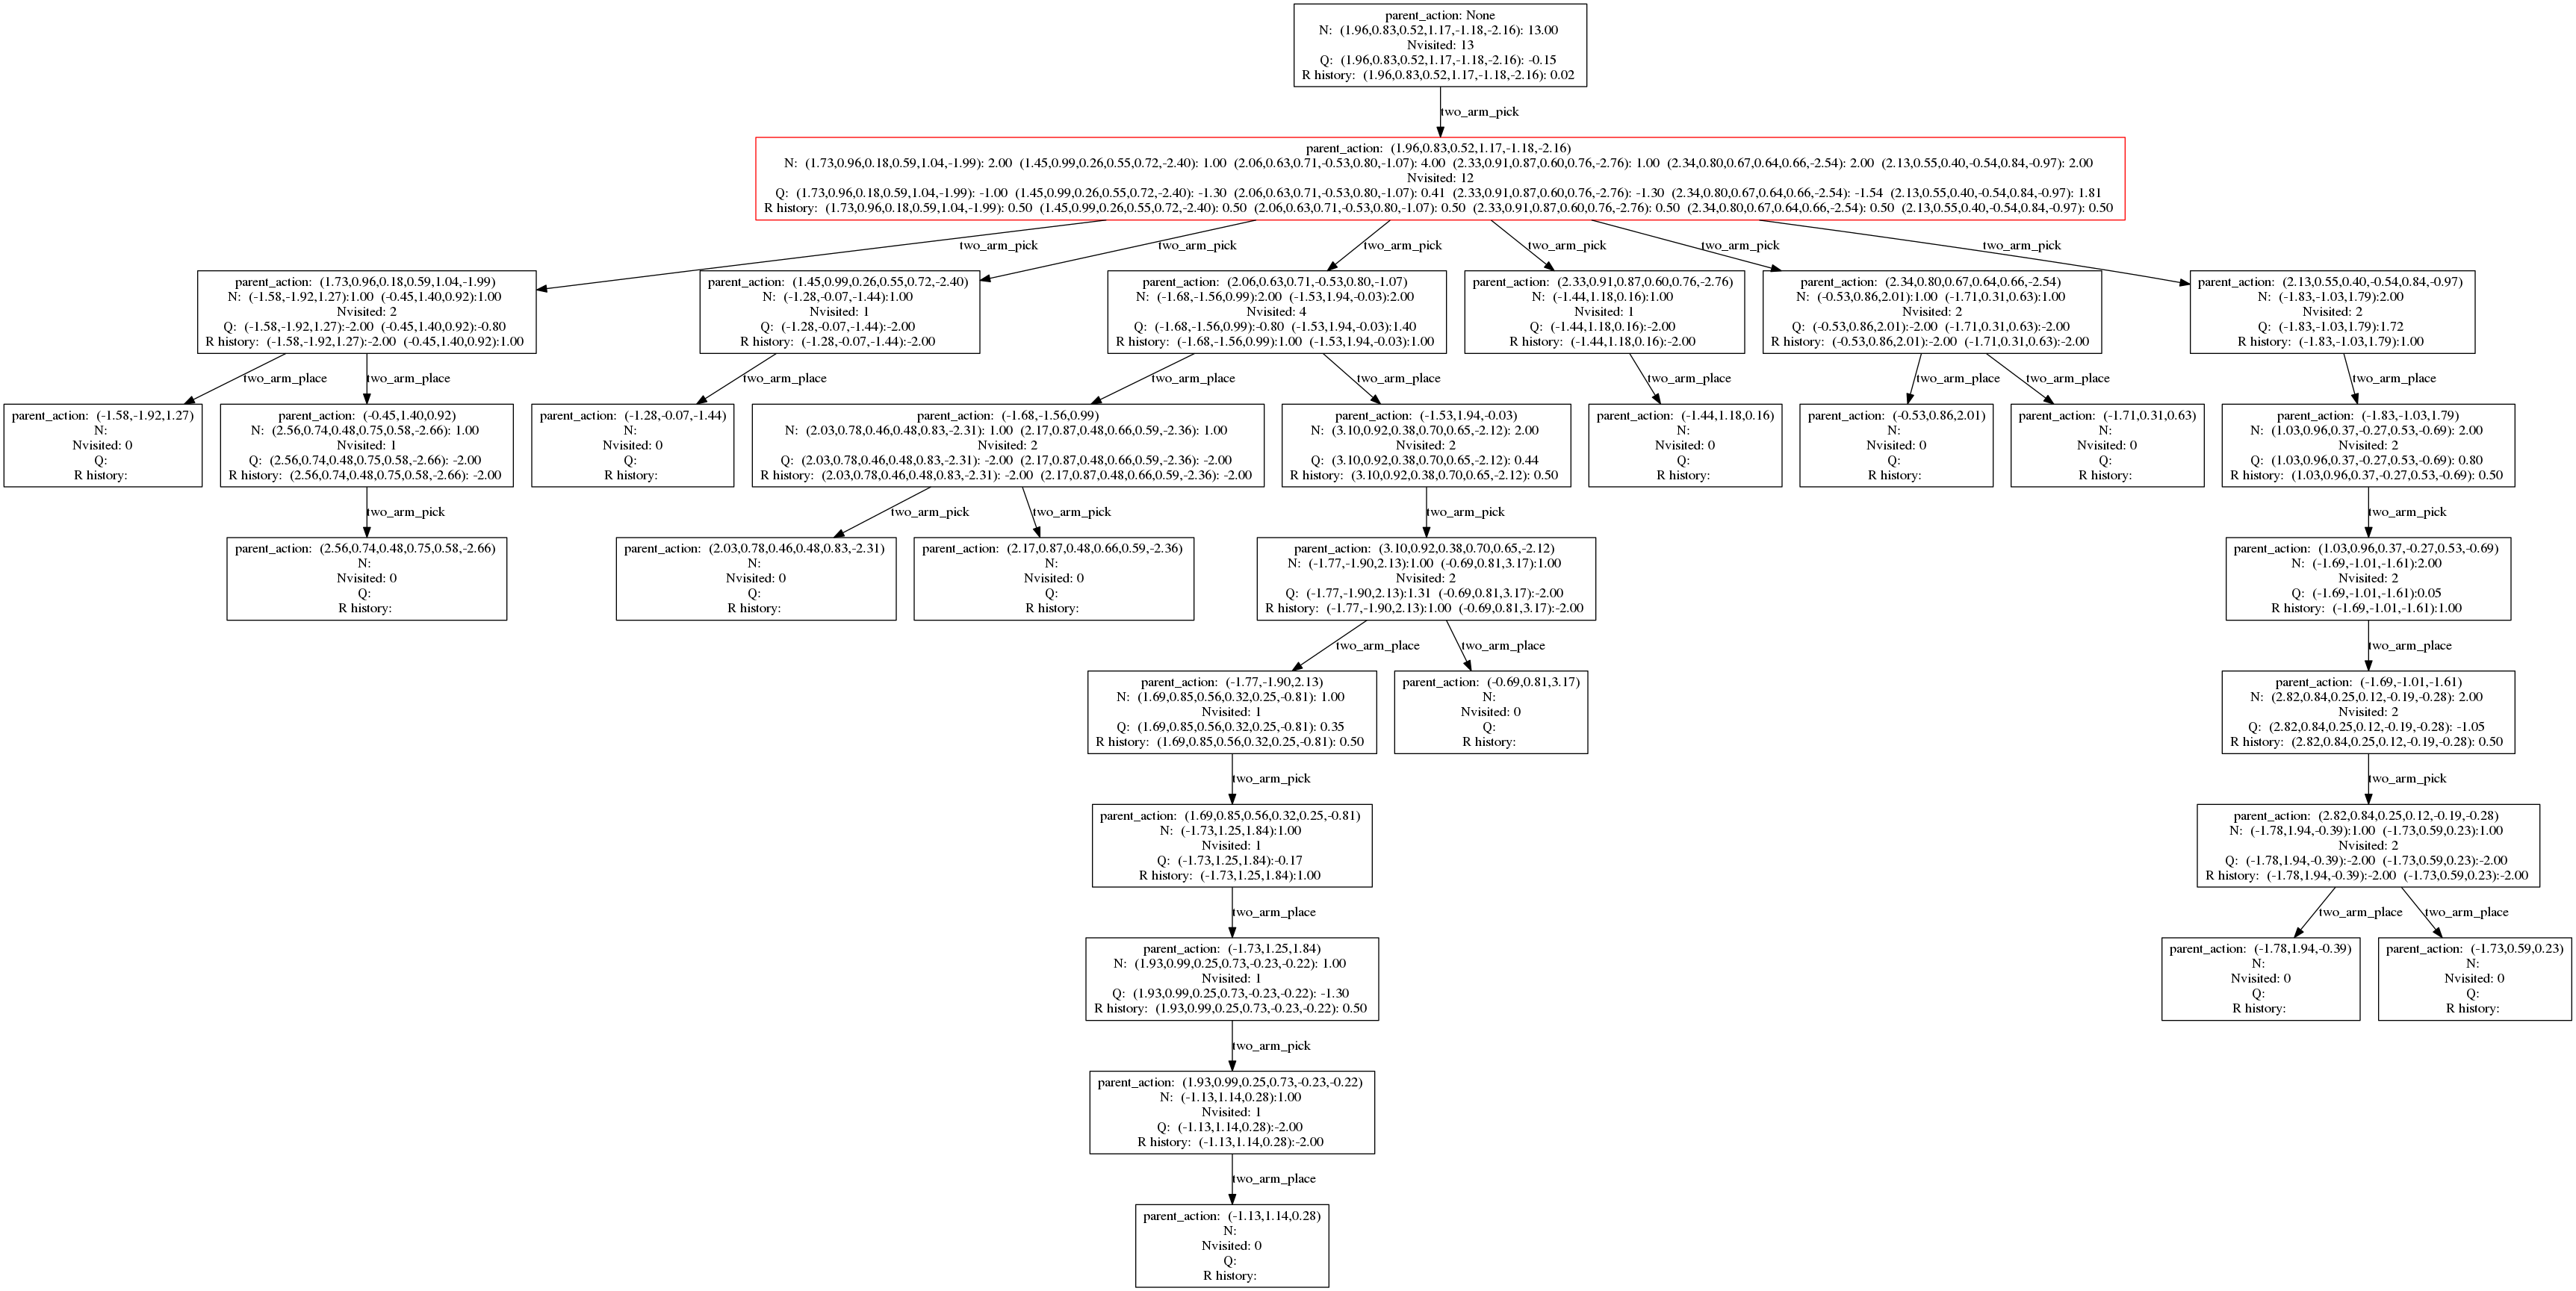 parent_action: None
N: (1.96,0.83,0.52,1.17,-1.18,-2.16): 13.00
Nvisited: 13
Q: (1.96,0.83,0.52,1.17,-1.18,-2.16): -0.15
R history: (1.96,0.83,0.52,1.17,-1.18,-2.16): 0.02
two_arm_pick
parent_action: (1.96,0.83,0.52,1.17,-1.18,-2.16)
N: (1.73,0.96,0.18,0.59,1.04,-1.99): 2.00 (1.45,0.99,0.26,0.55,0.72,-2.40): 1.00 (2.06,0.63,0.71,-0.53,0.80,-1.07): 4.00 (2.33,0.91,0.87,0.60,0.76,-2.76): 1.00 (2.34,0.80,0.67,0.64,0.66,-2.54): 2.00 (2.13,0.55,0.40,-0.54,0.84,-0.97): 2.00
Nvisited: 12
Q: (1.73,0.96,0.18,0.59,1.04,-1.99): -1.00 (1.45,0.99,0.26,0.55,0.72,-2.40): -1.30 (2.06,0.63,0.71,-0.53,0.80,-1.07): 0.41 (2.33,0.91,0.87,0.60,0.76,-2.76): -1.30 (2.34,0.80,0.67,0.64,0.66,-2.54): -1.54 (2.13,0.55,0.40,-0.54,0.84,-0.97): 1.81
R history: (1.73,0.96,0.18,0.59,1.04,-1.99): 0.50 (1.45,0.99,0.26,0.55,0.72,-2.40): 0.50 (2.06,0.63,0.71,-0.53,0.80,-1.07): 0.50 (2.33,0.91,0.87,0.60,0.76,-2.76): 0.50 (2.34,0.80,0.67,0.64,0.66,-2.54): 0.50 (2.13,0.55,0.40,-0.54,0.84,-0.97): 0.50
two_arm_pick
two_arm_pick
two_arm_pick
two_arm_pick
two_arm_pick
two_arm_pick
parent_action: (1.73,0.96,0.18,0.59,1.04,-1.99)
N: (-1.58,-1.92,1.27):1.00 (-0.45,1.40,0.92):1.00
Nvisited: 2
Q: (-1.58,-1.92,1.27):-2.00 (-0.45,1.40,0.92):-0.80
R history: (-1.58,-1.92,1.27):-2.00 (-0.45,1.40,0.92):1.00
parent_action: (1.45,0.99,0.26,0.55,0.72,-2.40)
N: (-1.28,-0.07,-1.44):1.00
Nvisited: 1
Q: (-1.28,-0.07,-1.44):-2.00
R history: (-1.28,-0.07,-1.44):-2.00
parent_action: (2.06,0.63,0.71,-0.53,0.80,-1.07)
N: (-1.68,-1.56,0.99):2.00 (-1.53,1.94,-0.03):2.00
Nvisited: 4
Q: (-1.68,-1.56,0.99):-0.80 (-1.53,1.94,-0.03):1.40
R history: (-1.68,-1.56,0.99):1.00 (-1.53,1.94,-0.03):1.00
parent_action: (2.33,0.91,0.87,0.60,0.76,-2.76)
N: (-1.44,1.18,0.16):1.00
Nvisited: 1
Q: (-1.44,1.18,0.16):-2.00
R history: (-1.44,1.18,0.16):-2.00
parent_action: (2.34,0.80,0.67,0.64,0.66,-2.54)
N: (-0.53,0.86,2.01):1.00 (-1.71,0.31,0.63):1.00
Nvisited: 2
Q: (-0.53,0.86,2.01):-2.00 (-1.71,0.31,0.63):-2.00
R history: (-0.53,0.86,2.01):-2.00 (-1.71,0.31,0.63):-2.00
parent_action: (2.13,0.55,0.40,-0.54,0.84,-0.97)
N: (-1.83,-1.03,1.79):2.00
Nvisited: 2
Q: (-1.83,-1.03,1.79):1.72
R history: (-1.83,-1.03,1.79):1.00
two_arm_place
two_arm_place
two_arm_place
two_arm_place
two_arm_place
two_arm_place
two_arm_place
two_arm_place
two_arm_place
parent_action: (-1.58,-1.92,1.27)
N:
Nvisited: 0
Q:
R history:
parent_action: (-0.45,1.40,0.92)
N: (2.56,0.74,0.48,0.75,0.58,-2.66): 1.00
Nvisited: 1
Q: (2.56,0.74,0.48,0.75,0.58,-2.66): -2.00
R history: (2.56,0.74,0.48,0.75,0.58,-2.66): -2.00
parent_action: (-1.28,-0.07,-1.44)
N:
Nvisited: 0
Q:
R history:
parent_action: (-1.68,-1.56,0.99)
N: (2.03,0.78,0.46,0.48,0.83,-2.31): 1.00 (2.17,0.87,0.48,0.66,0.59,-2.36): 1.00
Nvisited: 2
Q: (2.03,0.78,0.46,0.48,0.83,-2.31): -2.00 (2.17,0.87,0.48,0.66,0.59,-2.36): -2.00
R history: (2.03,0.78,0.46,0.48,0.83,-2.31): -2.00 (2.17,0.87,0.48,0.66,0.59,-2.36): -2.00
parent_action: (-1.53,1.94,-0.03)
N: (3.10,0.92,0.38,0.70,0.65,-2.12): 2.00
Nvisited: 2
Q: (3.10,0.92,0.38,0.70,0.65,-2.12): 0.44
R history: (3.10,0.92,0.38,0.70,0.65,-2.12): 0.50
parent_action: (-1.44,1.18,0.16)
N:
Nvisited: 0
Q:
R history:
parent_action: (-0.53,0.86,2.01)
N:
Nvisited: 0
Q:
R history:
parent_action: (-1.71,0.31,0.63)
N:
Nvisited: 0
Q:
R history:
parent_action: (-1.83,-1.03,1.79)
N: (1.03,0.96,0.37,-0.27,0.53,-0.69): 2.00
Nvisited: 2
Q: (1.03,0.96,0.37,-0.27,0.53,-0.69): 0.80
R history: (1.03,0.96,0.37,-0.27,0.53,-0.69): 0.50
two_arm_pick
two_arm_pick
two_arm_pick
two_arm_pick
two_arm_pick
parent_action: (2.56,0.74,0.48,0.75,0.58,-2.66)
N:
Nvisited: 0
Q:
R history:
parent_action: (2.03,0.78,0.46,0.48,0.83,-2.31)
N:
Nvisited: 0
Q:
R history:
parent_action: (2.17,0.87,0.48,0.66,0.59,-2.36)
N:
Nvisited: 0
Q:
R history:
parent_action: (3.10,0.92,0.38,0.70,0.65,-2.12)
N: (-1.77,-1.90,2.13):1.00 (-0.69,0.81,3.17):1.00
Nvisited: 2
Q: (-1.77,-1.90,2.13):1.31 (-0.69,0.81,3.17):-2.00
R history: (-1.77,-1.90,2.13):1.00 (-0.69,0.81,3.17):-2.00
parent_action: (1.03,0.96,0.37,-0.27,0.53,-0.69)
N: (-1.69,-1.01,-1.61):2.00
Nvisited: 2
Q: (-1.69,-1.01,-1.61):0.05
R history: (-1.69,-1.01,-1.61):1.00
two_arm_place
two_arm_place
two_arm_place
parent_action: (-1.77,-1.90,2.13)
N: (1.69,0.85,0.56,0.32,0.25,-0.81): 1.00
Nvisited: 1
Q: (1.69,0.85,0.56,0.32,0.25,-0.81): 0.35
R history: (1.69,0.85,0.56,0.32,0.25,-0.81): 0.50
parent_action: (-0.69,0.81,3.17)
N:
Nvisited: 0
Q:
R history:
parent_action: (-1.69,-1.01,-1.61)
N: (2.82,0.84,0.25,0.12,-0.19,-0.28): 2.00
Nvisited: 2
Q: (2.82,0.84,0.25,0.12,-0.19,-0.28): -1.05
R history: (2.82,0.84,0.25,0.12,-0.19,-0.28): 0.50
two_arm_pick
two_arm_pick
parent_action: (1.69,0.85,0.56,0.32,0.25,-0.81)
N: (-1.73,1.25,1.84):1.00
Nvisited: 1
Q: (-1.73,1.25,1.84):-0.17
R history: (-1.73,1.25,1.84):1.00
parent_action: (2.82,0.84,0.25,0.12,-0.19,-0.28)
N: (-1.78,1.94,-0.39):1.00 (-1.73,0.59,0.23):1.00
Nvisited: 2
Q: (-1.78,1.94,-0.39):-2.00 (-1.73,0.59,0.23):-2.00
R history: (-1.78,1.94,-0.39):-2.00 (-1.73,0.59,0.23):-2.00
two_arm_place
two_arm_place
two_arm_place
parent_action: (-1.73,1.25,1.84)
N: (1.93,0.99,0.25,0.73,-0.23,-0.22): 1.00
Nvisited: 1
Q: (1.93,0.99,0.25,0.73,-0.23,-0.22): -1.30
R history: (1.93,0.99,0.25,0.73,-0.23,-0.22): 0.50
parent_action: (-1.78,1.94,-0.39)
N:
Nvisited: 0
Q:
R history:
parent_action: (-1.73,0.59,0.23)
N:
Nvisited: 0
Q:
R history:
two_arm_pick
parent_action: (1.93,0.99,0.25,0.73,-0.23,-0.22)
N: (-1.13,1.14,0.28):1.00
Nvisited: 1
Q: (-1.13,1.14,0.28):-2.00
R history: (-1.13,1.14,0.28):-2.00
two_arm_place
parent_action: (-1.13,1.14,0.28)
N:
Nvisited: 0
Q:
R history: